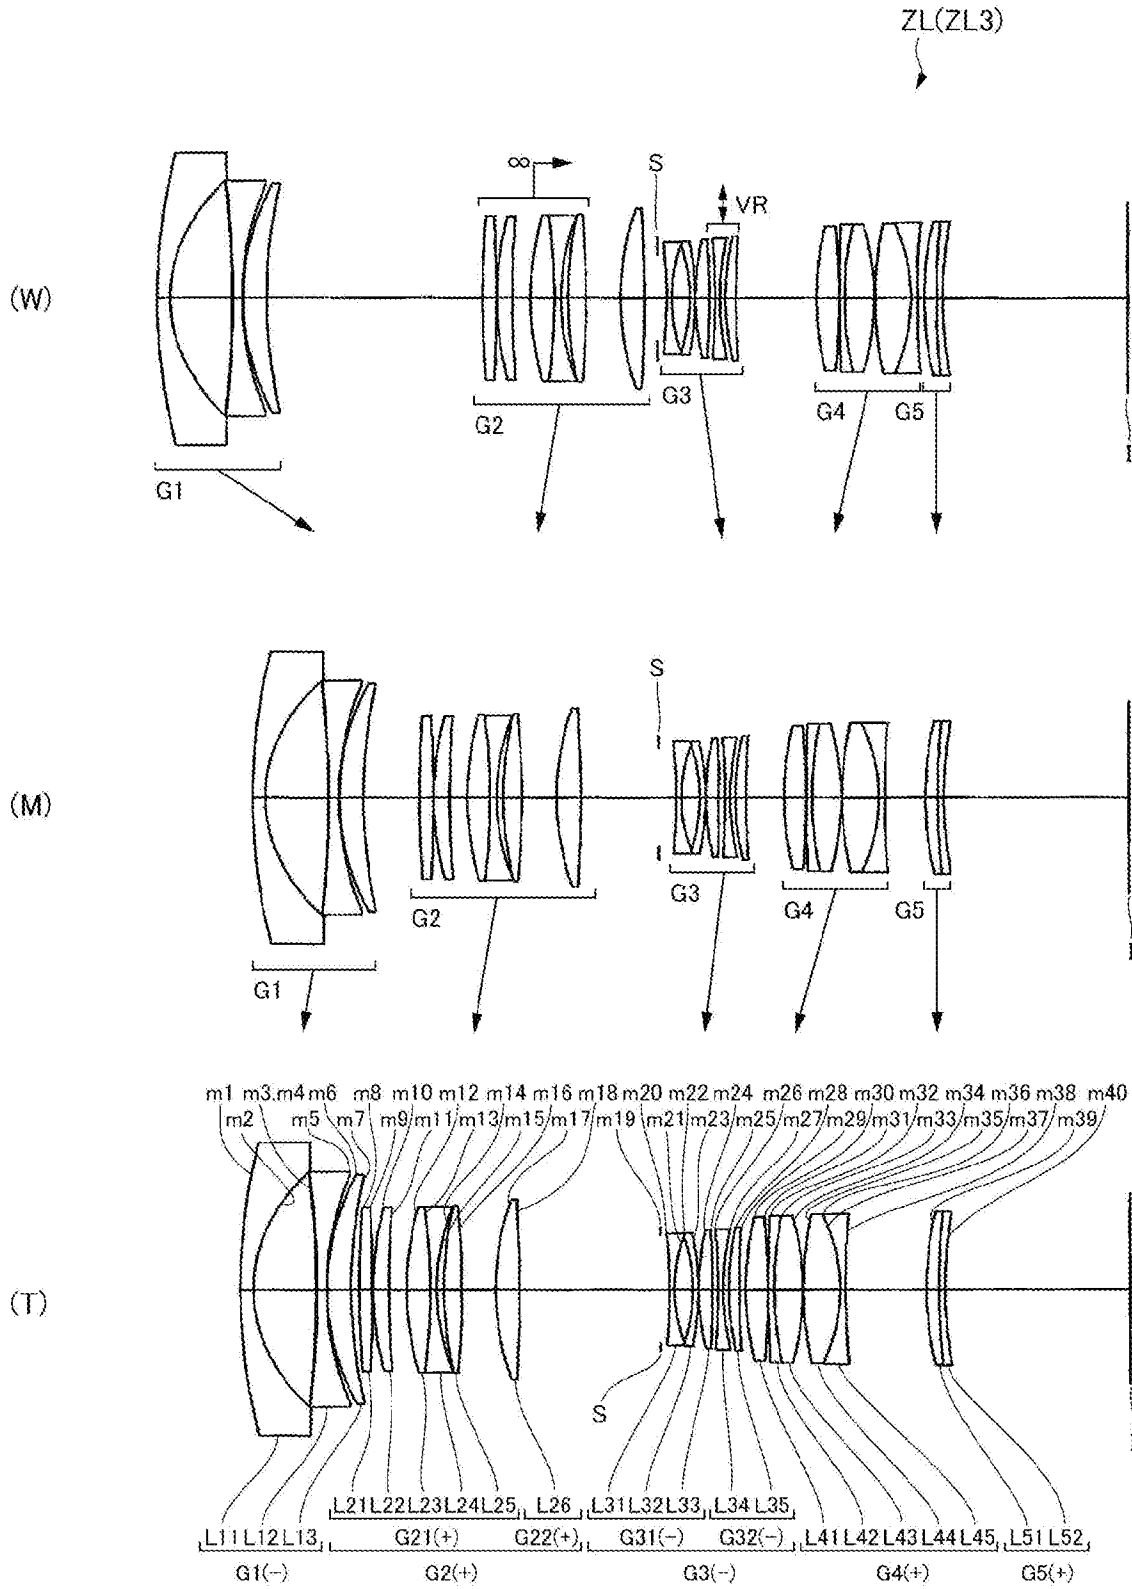 ZL(ZL3)
∞
S
VR
(W)
G3
G4 G5
G2
G1
I
S
(M)
G3
G4
G5
G2
G1
I
m1 m3 m4 m6 m8 m10 m12 m14 m16 m18 m20 m22 m24 m26 m28 m30 m32 m34 m36 m38 m40
m2 m5 m7 m9 m11 m13 m15 m17 m19 m21 m23 m25 m27 m29 m31 m33 m35 m37 m39
(T)
S
L21 L22 L23 L24 L25 L26 L31 L32 L33 L34 L35
L11 L12 L13 G21(+) G22(+) G31(-) G32(-) L41 L42 L43 L44 L45 L51 L52
G1(-) G2(+) G3(-) G4(+) G5(+)